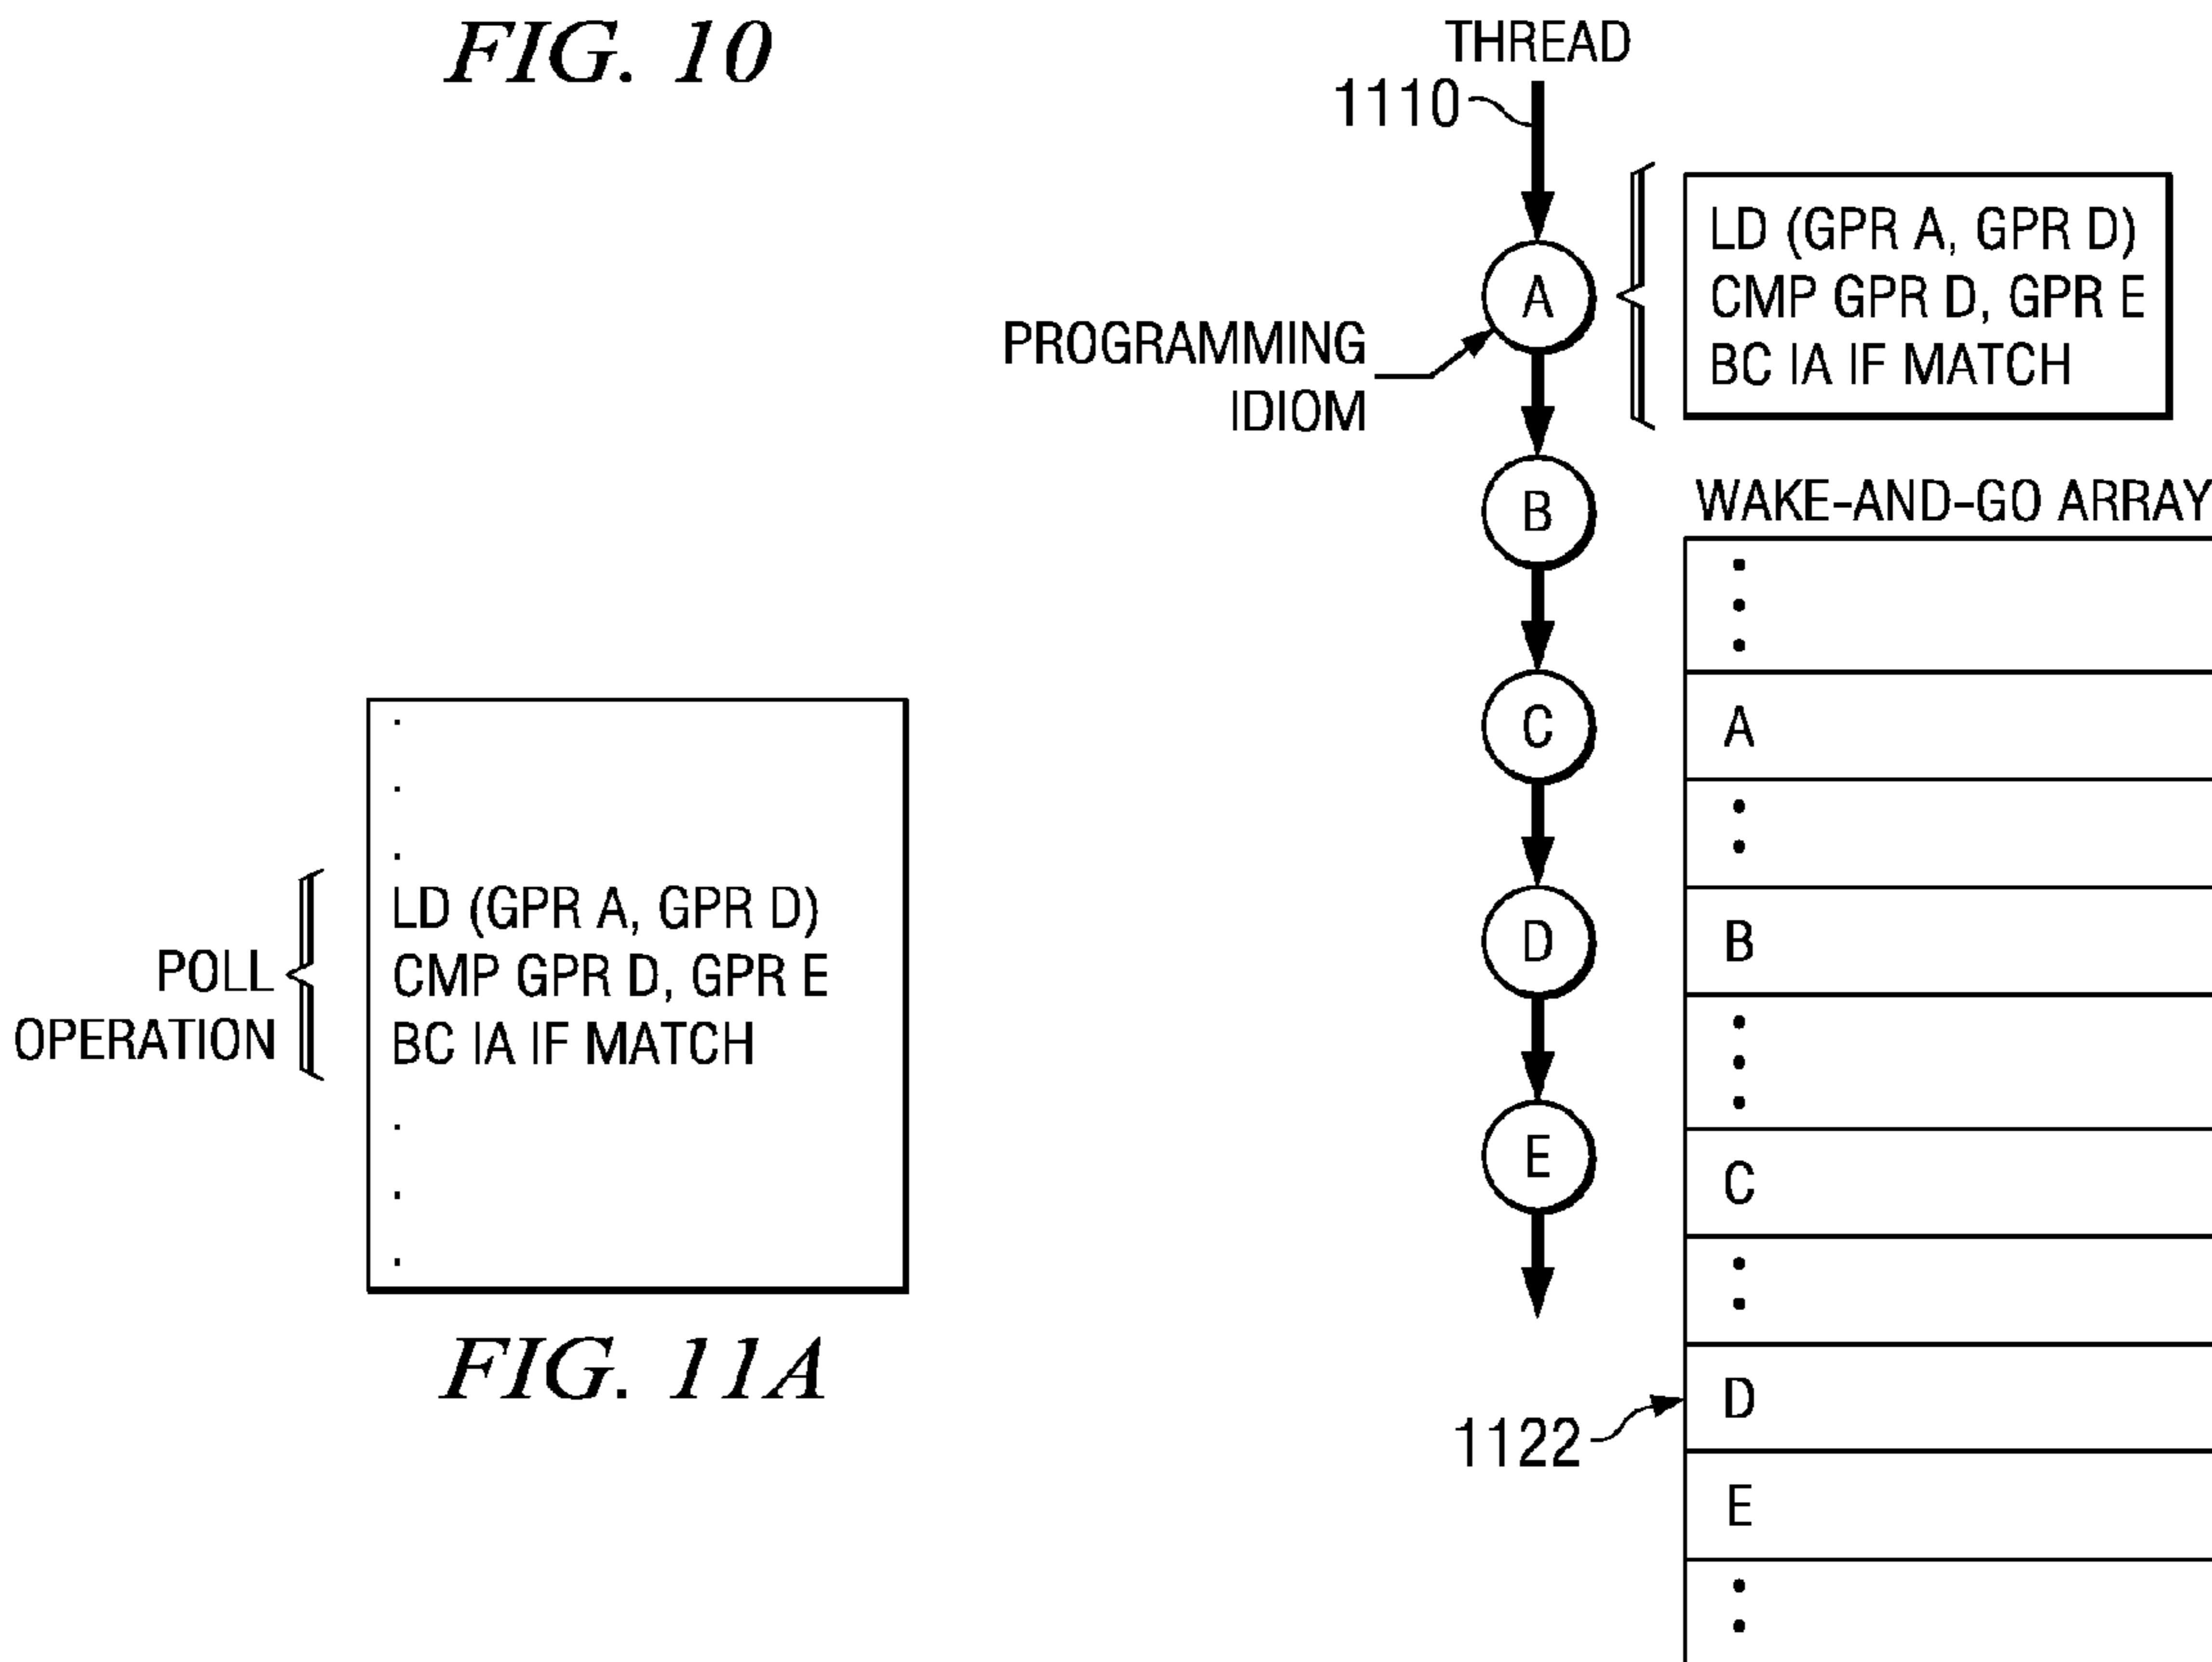 FIG. 10
THREAD
1110
A
PROGRAMMING
IDIOM
LD (GPR A, GPR D)
CMP GPR D, GPR E
BC IA IF MATCH
B
C
D
E
WAKE-AND-GO ARRAY
A
B
C
D
E
1122
POLL
OPERATION
LD (GPR A, GPR D)
CMP GPR D, GPR E
BC IA IF MATCH
FIG. 11A